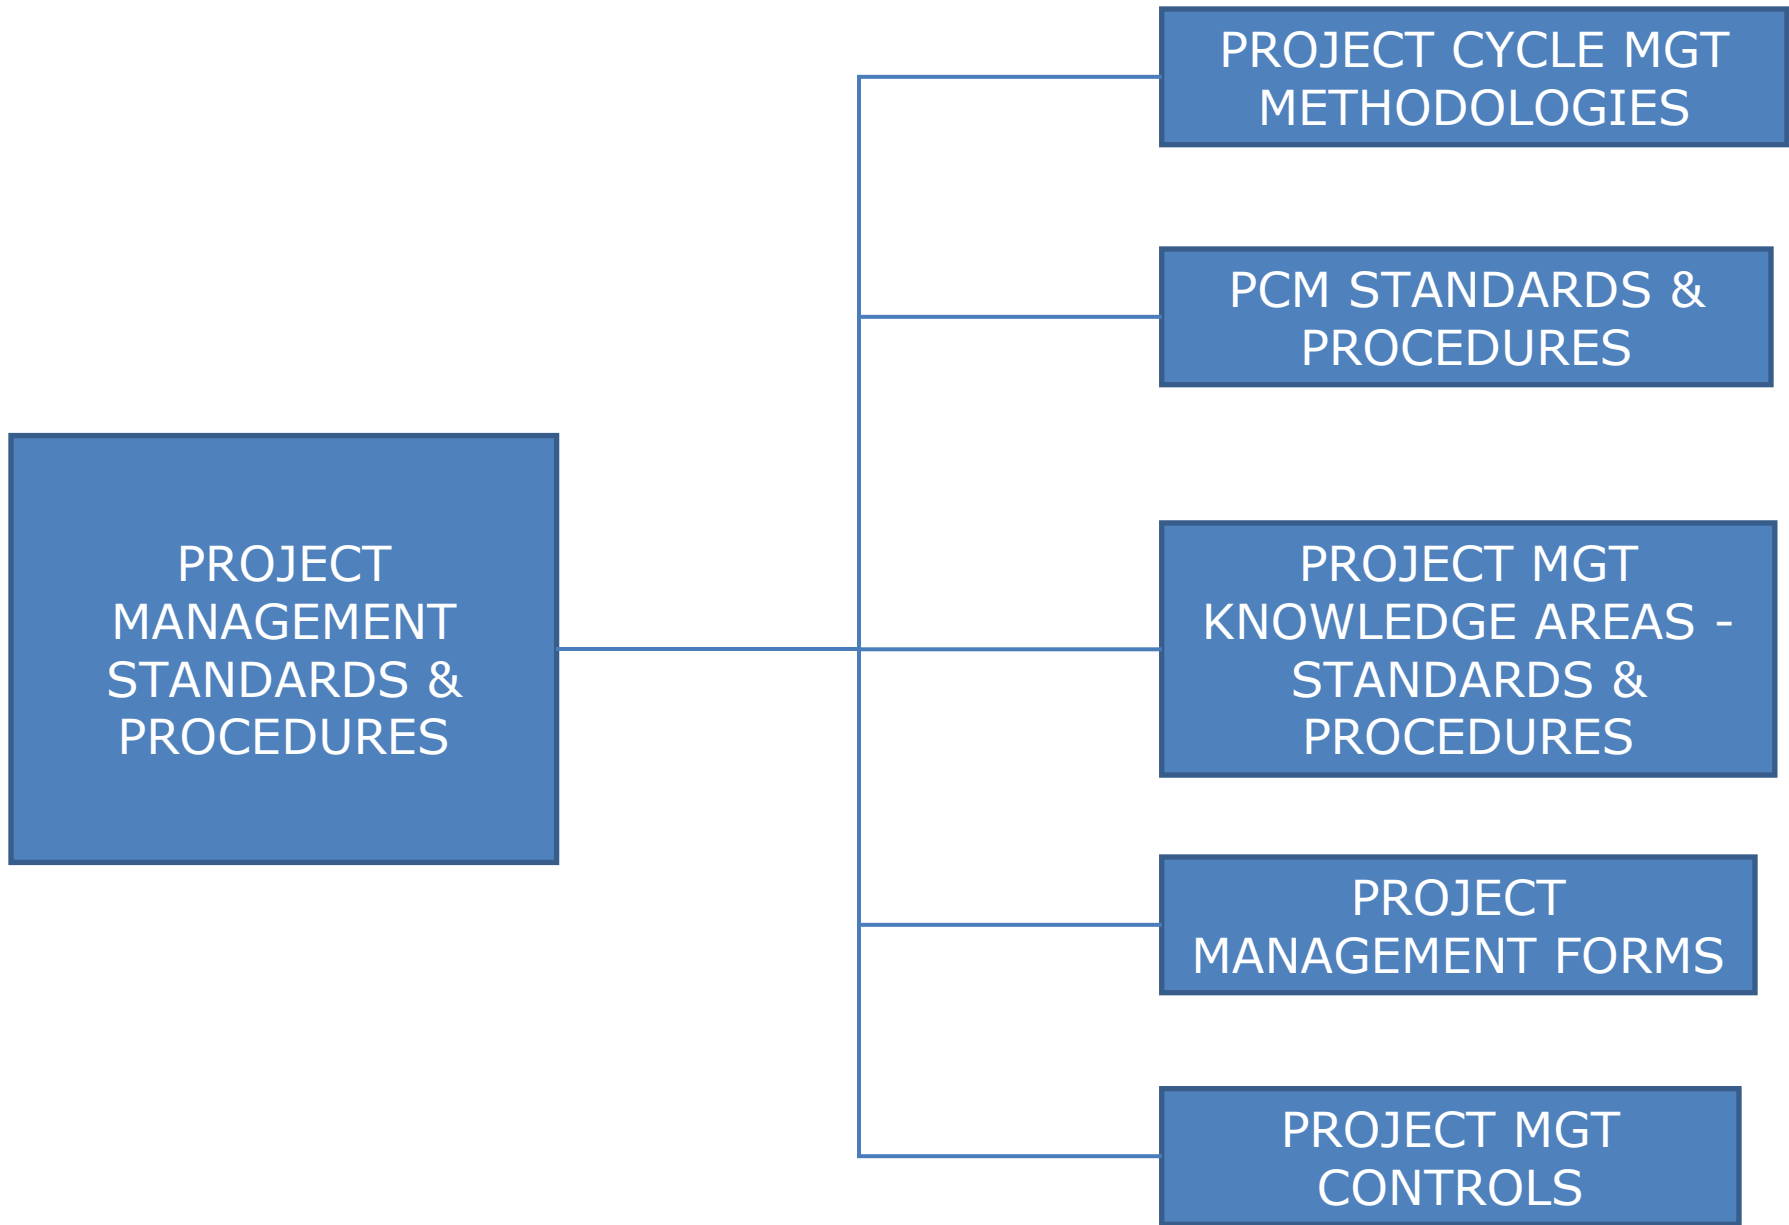 PROJECT CYCLE MGT
METHODOLOGIES
PCM STANDARDS &
PROCEDURES
PROJECT
MANAGEMENT
STANDARDS &
PROCEDURES
PROJECT MGT
KNOWLEDGE AREAS -
STANDARDS &
PROCEDURES
PROJECT
MANAGEMENT FORMS
PROJECT MGT
CONTROLS